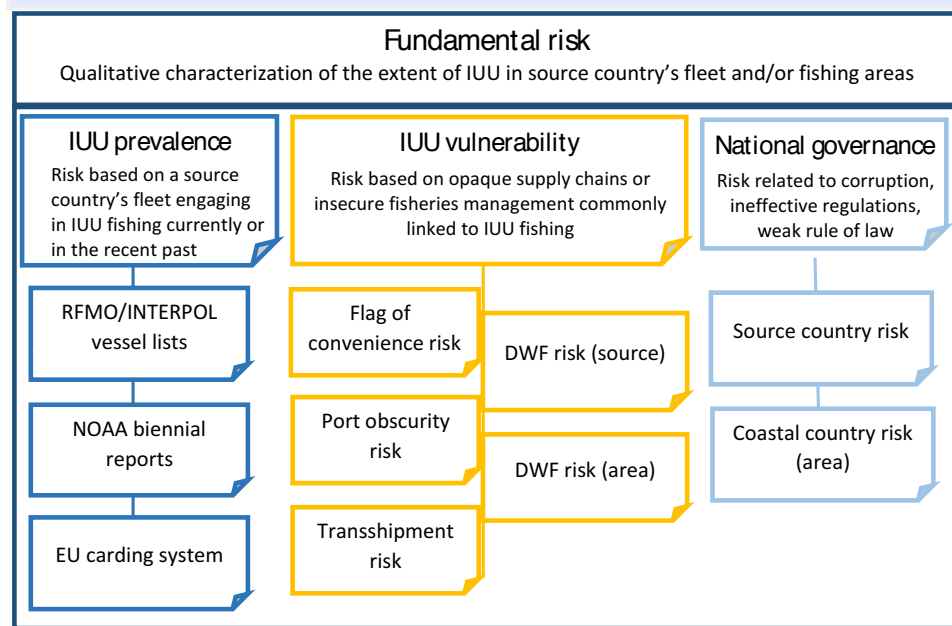 Fundamental risk
Qualitative characterization of the extent of IUU in source country's fleet and/or fishing areas
IUU prevalence
Risk based on a source
country's fleet engaging
in IUU fishing currently or
in the recent past
RFMO/INTERPOL
vessel lists
NOAA biennial
reports
EU carding system
IUU vulnerability
Risk based on opaque supply chains or
insecure fisheries management commonly
linked to IUU fishing
Flag of
convenience risk
DWF risk (source)
Port obscurity
risk
DWF risk (area)
Transshipment
risk
National governance
Risk related to corruption,
ineffective regulations,
weak rule of law
Source country risk
Coastal country risk
(area)